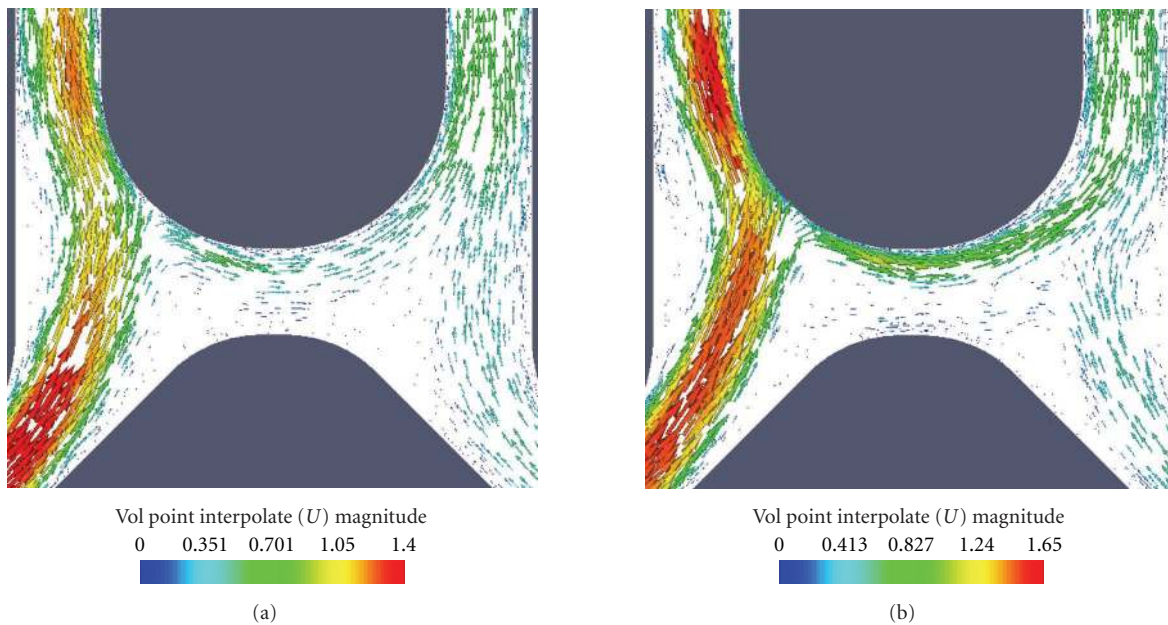 Vol point interpolate (U) magnitude
0 0.351 0.701 1.05 1.4
(a)
Vol point interpolate (U) magnitude
0 0.413 0.827 1.24 1.65
(b)